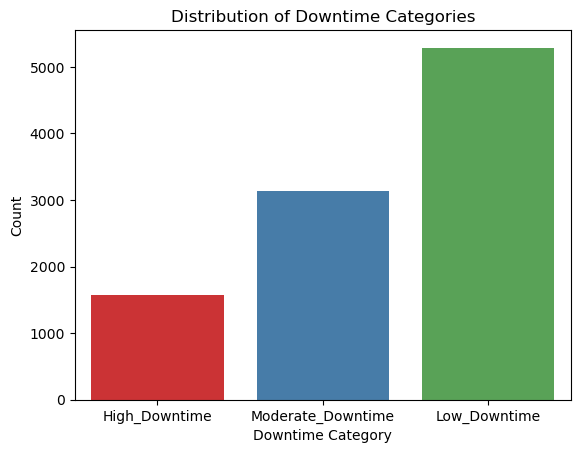 Distribution of Downtime Categories
Count
5000
4000
3000
2000
1000
0
High_Downtime
Moderate_Downtime
Low_Downtime
Downtime Category